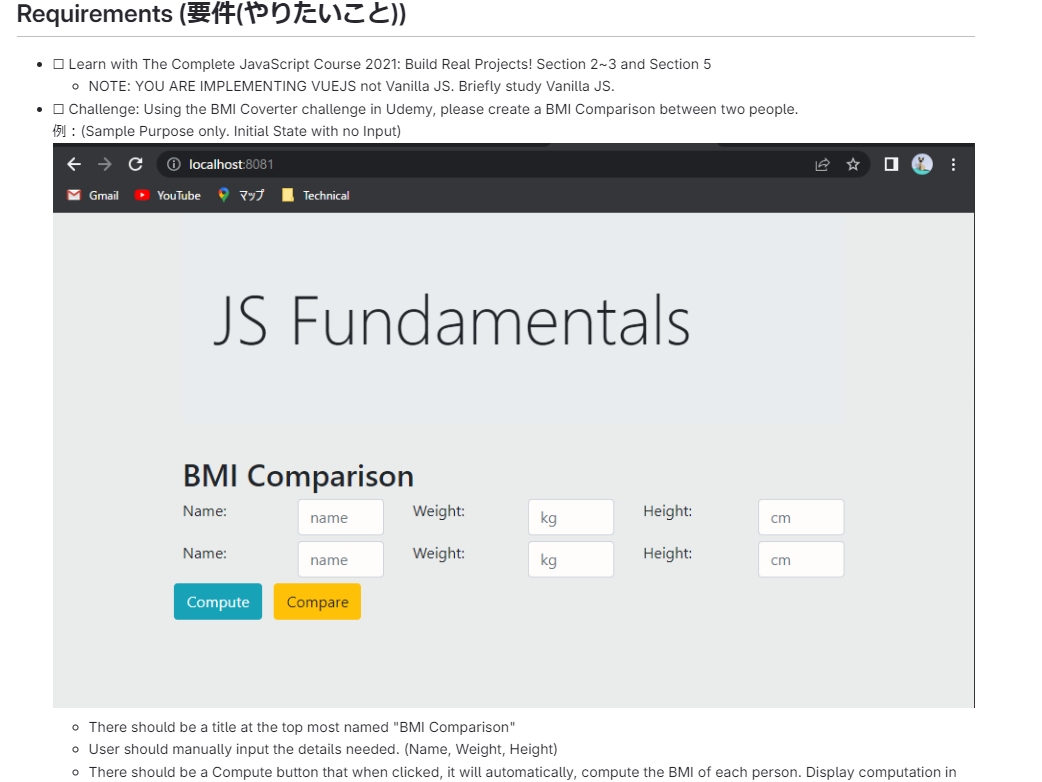 Requirements (要件(やりたいこと))
☐ Learn with The Complete JavaScript Course 2021: Build Real Projects! Section 2~3 and Section 5
NOTE: YOU ARE IMPLEMENTING VUEJS not Vanilla JS. Briefly study Vanilla JS.
☐ Challenge: Using the BMI Coverter challenge in Udemy, please create a BMI Comparison between two people.
例：(Sample Purpose only. Initial State with no Input)
localhost:8081
Gmail YouTube マップ Technical
JS Fundamentals
BMI Comparison
Name: name Weight: kg Height: cm
Name: name Weight: kg Height: cm
Compute Compare
There should be a title at the top most named "BMI Comparison"
User should manually input the details needed. (Name, Weight, Height)
There should be a Compute button that when clicked, it will automatically, compute the BMI of each person. Display computation in